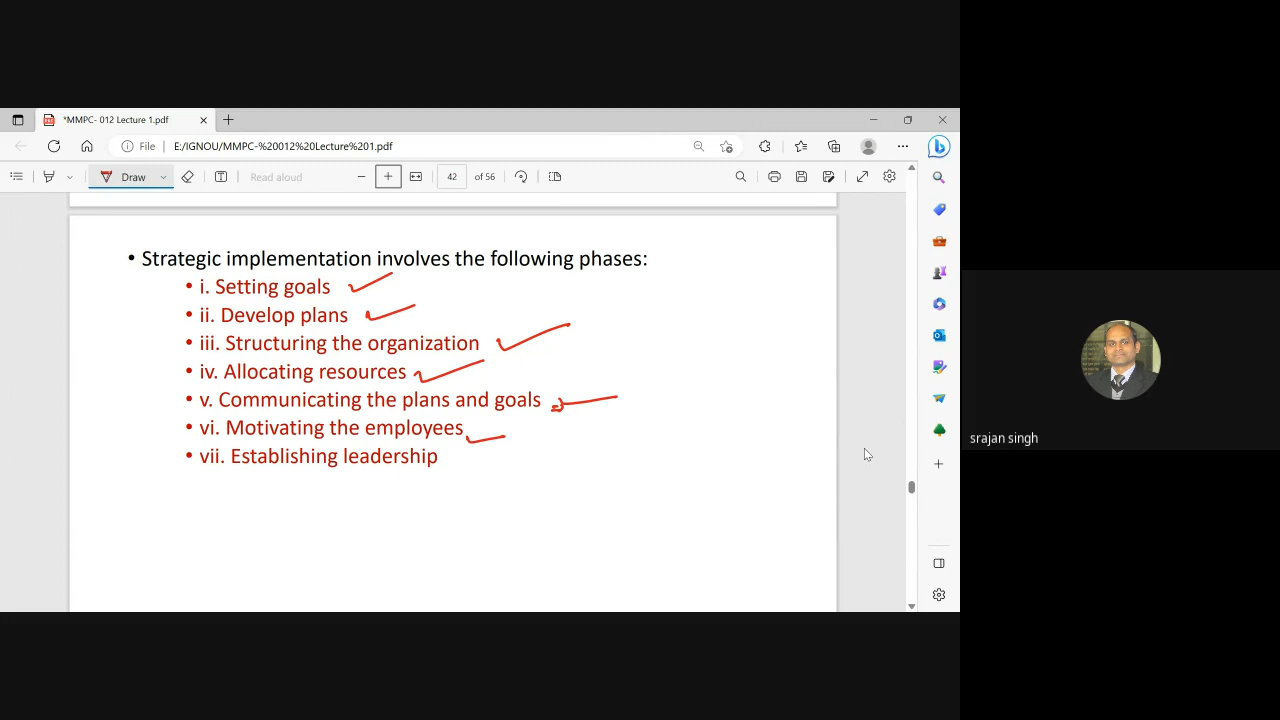 *MMPC- 012 Lecture 1.pdf
File E:/IGNOU/MMPC-%20012%20Lecture%201.pdf
Draw Read aloud 42 of 56
• Strategic implementation involves the following phases:
• i. Setting goals
• ii. Develop plans
• iii. Structuring the organization
• iv. Allocating resources
• v. Communicating the plans and goals
• vi. Motivating the employees
• vii. Establishing leadership
srajan singh